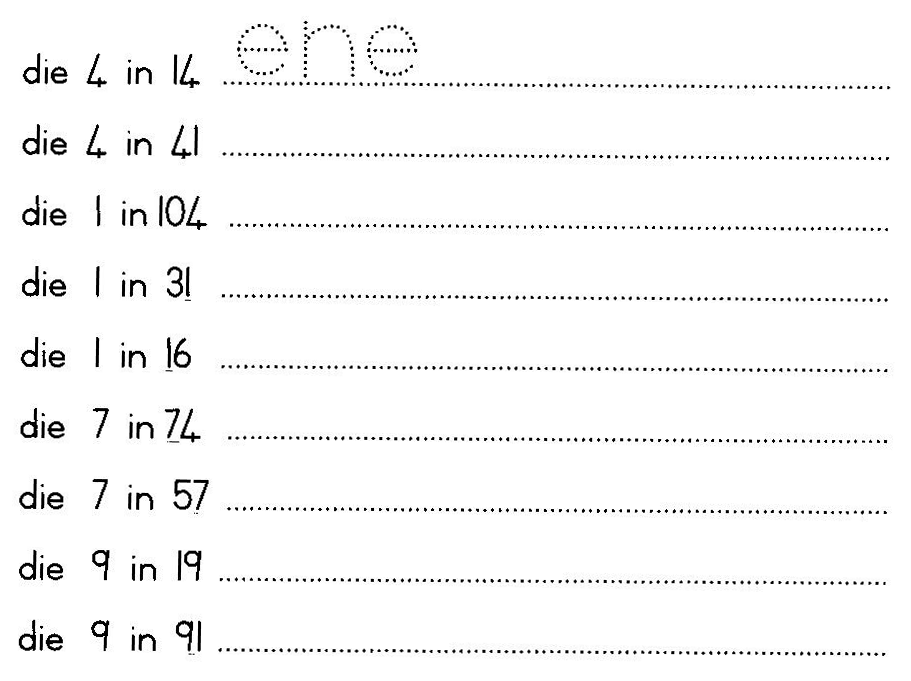 die 4 in 14 ene
die 4 in 41
die 1 in 104
die 1 in 31
die 1 in 16
die 7 in 74
die 7 in 57
die 9 in 19
die 9 in 91